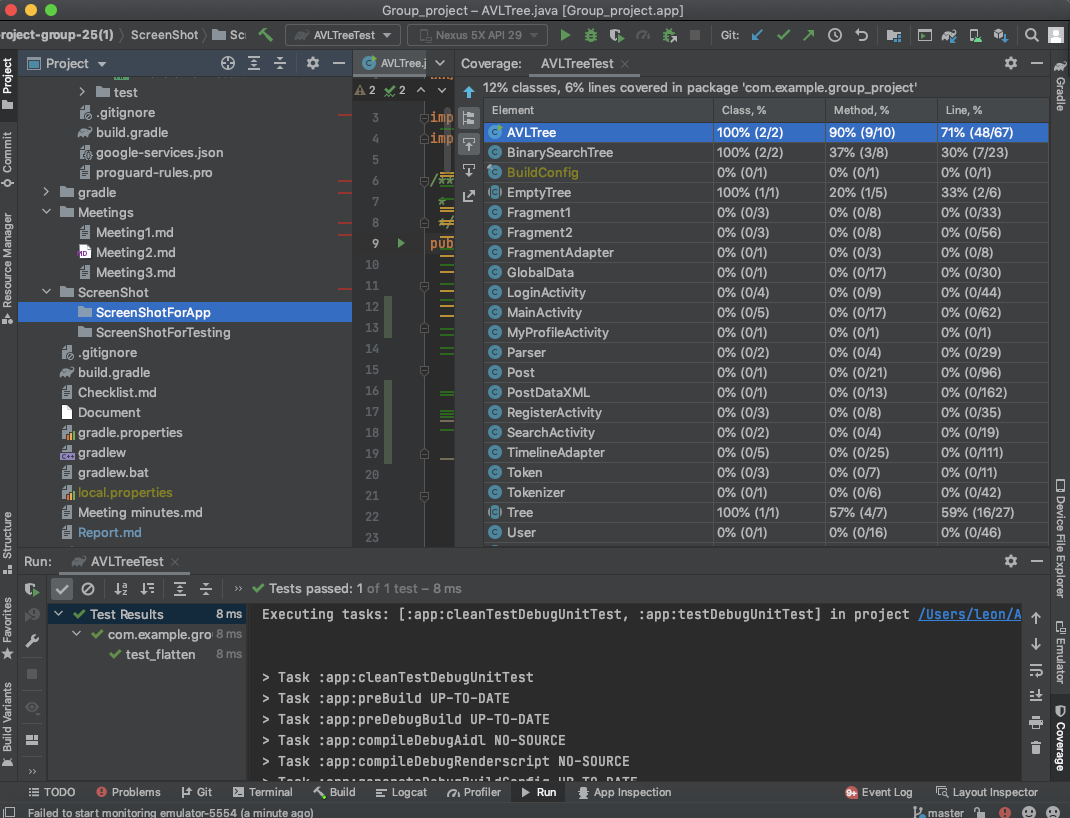 Group_project – AVLTree.java [Group_project.app]
roject-group-25(1) ScreenShot Sc AVLTreeTest Nexus 5X API 29 Git:
Project
Commit
Resource Manager
Structure
Favorites
Build Variants
Project
test
.gitignore
build.gradle
google-services.json
proguard-rules.pro
gradle
Meetings
Meeting1.md
Meeting2.md
Meeting3.md
ScreenShot
ScreenShotForApp
ScreenShotForTesting
.gitignore
build.gradle
Checklist.md
Document
gradle.properties
gradlew
gradlew.bat
local.properties
Meeting minutes.md
Report.md
AVLTree.j
2 2
3 imp
4 imp
5
6 /**
7 *
8 */
9 pub
10
11
12
13
14
15
16
17
18
19
20
21
22
23
Coverage: AVLTreeTest
12% classes, 6% lines covered in package 'com.example.group_project'
Element Class, % Method, % Line, %
AVLTree 100% (2/2) 90% (9/10) 71% (48/67)
BinarySearchTree 100% (2/2) 37% (3/8) 30% (7/23)
BuildConfig 0% (0/1) 0% (0/1) 0% (0/1)
EmptyTree 100% (1/1) 20% (1/5) 33% (2/6)
Fragment1 0% (0/3) 0% (0/8) 0% (0/33)
Fragment2 0% (0/3) 0% (0/8) 0% (0/56)
FragmentAdapter 0% (0/1) 0% (0/3) 0% (0/8)
GlobalData 0% (0/1) 0% (0/17) 0% (0/30)
LoginActivity 0% (0/4) 0% (0/9) 0% (0/44)
MainActivity 0% (0/5) 0% (0/17) 0% (0/62)
MyProfileActivity 0% (0/1) 0% (0/1) 0% (0/1)
Parser 0% (0/2) 0% (0/4) 0% (0/29)
Post 0% (0/1) 0% (0/21) 0% (0/96)
PostDataXML 0% (0/1) 0% (0/13) 0% (0/162)
RegisterActivity 0% (0/3) 0% (0/8) 0% (0/35)
SearchActivity 0% (0/2) 0% (0/4) 0% (0/19)
TimelineAdapter 0% (0/5) 0% (0/25) 0% (0/111)
Token 0% (0/3) 0% (0/7) 0% (0/11)
Tokenizer 0% (0/1) 0% (0/6) 0% (0/42)
Tree 100% (1/1) 57% (4/7) 59% (16/27)
User 0% (0/1) 0% (0/16) 0% (0/46)
Gradle
Device File Explorer
Emulator
Coverage
Run: AVLTreeTest
Tests passed: 1 of 1 test – 8 ms
Test Results 8 ms
com.example.gro 8 ms
test_flatten 8 ms
Executing tasks: [:app:cleanTestDebugUnitTest, :app:testDebugUnitTest] in project /Users/leon/A
> Task :app:cleanTestDebugUnitTest
> Task :app:preBuild UP-TO-DATE
> Task :app:preDebugBuild UP-TO-DATE
> Task :app:compileDebugAidl NO-SOURCE
> Task :app:compileDebugRenderscript NO-SOURCE
> Task :app:generateDebugBuildConfig UP-TO-DATE
TODO Problems Git Terminal Build Logcat Profiler Run App Inspection 9+ Event Log Layout Inspector
Failed to start monitoring emulator-5554 (a minute ago) master